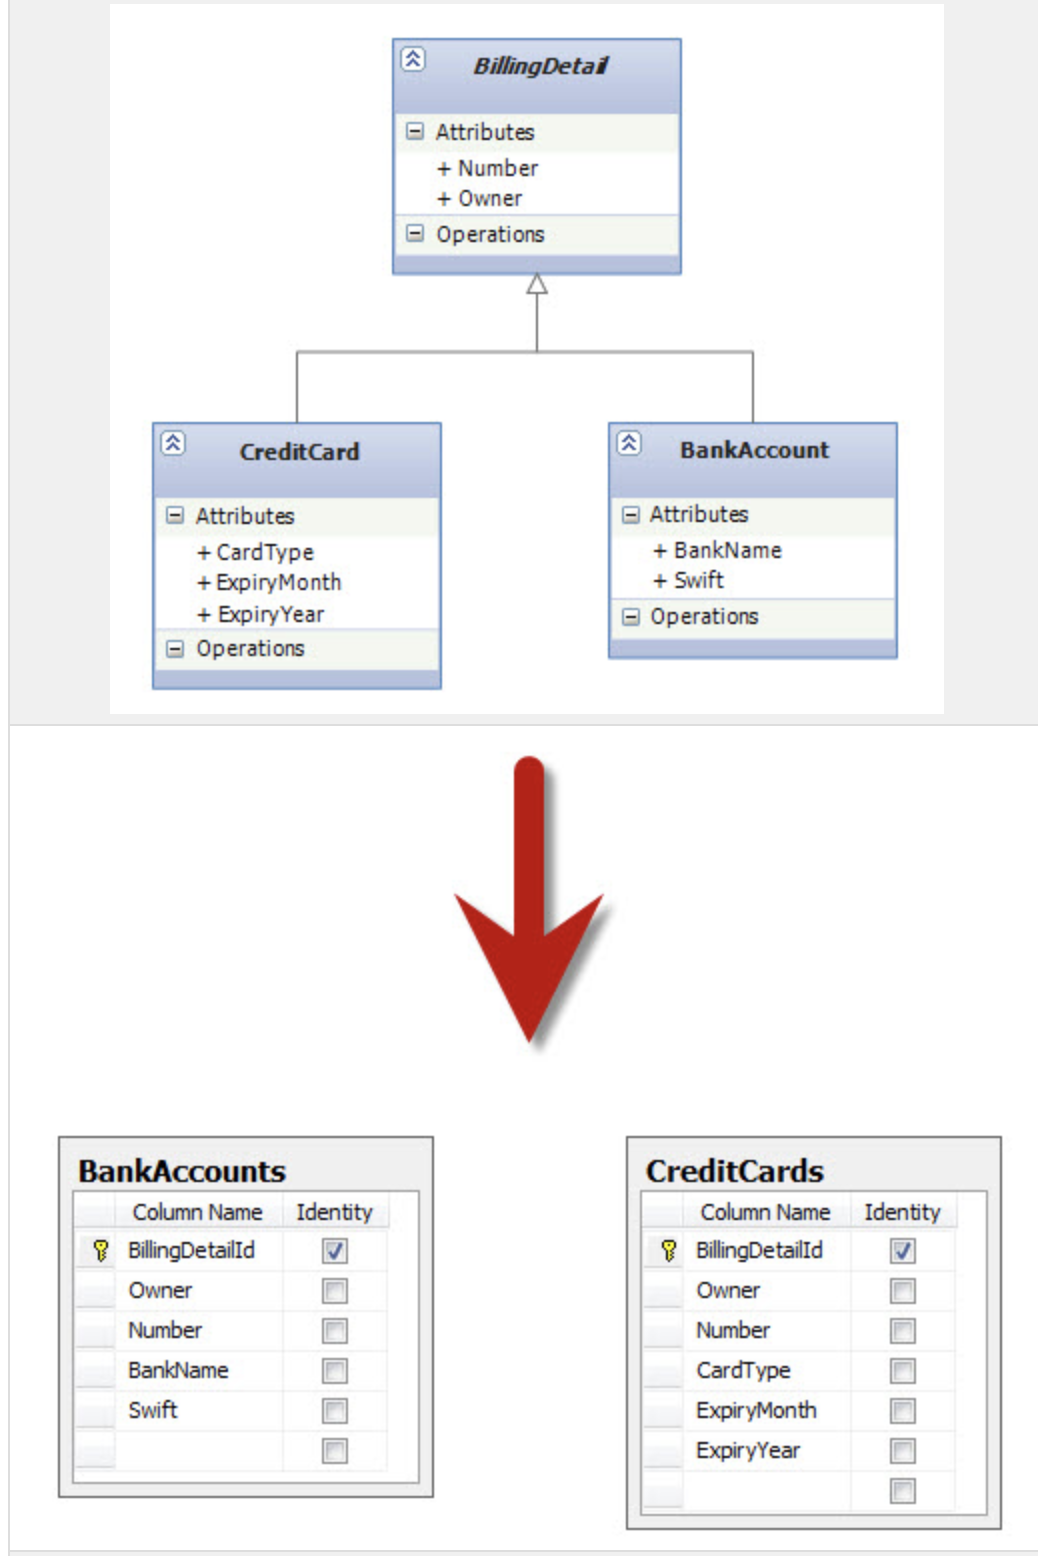 BillingDetail
Attributes
+ Number
+ Owner
Operations
CreditCard
Attributes
+ CardType
+ ExpiryMonth
+ ExpiryYear
Operations
BankAccount
Attributes
+ BankName
+ Swift
Operations
BankAccounts
Column Name Identity
BillingDetailId
Owner
Number
BankName
Swift
CreditCards
Column Name Identity
BillingDetailId
Owner
Number
CardType
ExpiryMonth
ExpiryYear